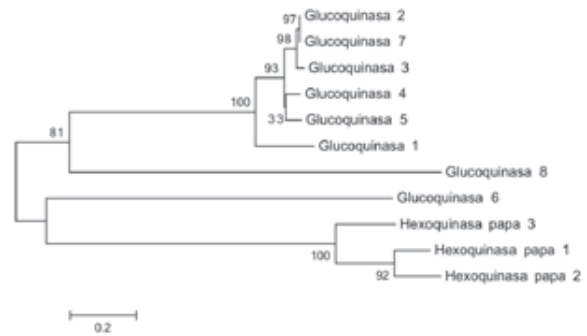 97
Glucoquinasa 2
98
Glucoquinasa 7
93
Glucoquinasa 3
Glucoquinasa 4
100
33
Glucoquinasa 5
81
Glucoquinasa 1
Glucoquinasa 8
Glucoquinasa 6
Hexoquinasa papa 3
100
Hexoquinasa papa 1
92
Hexoquinasa papa 2
0.2